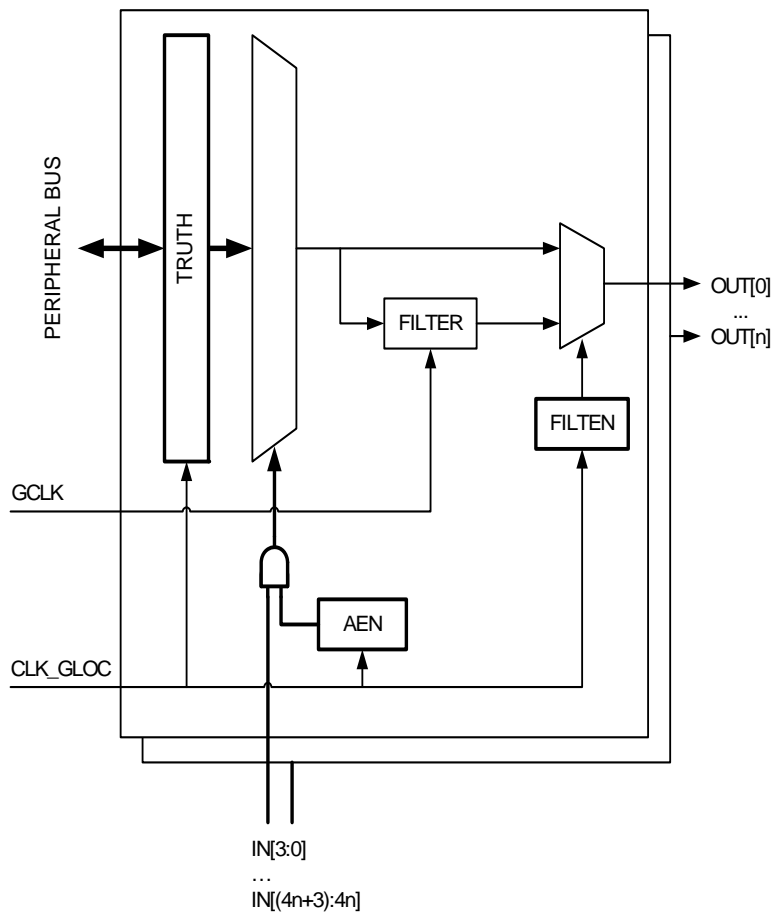 PERIPHERAL BUS
TRUTH
FILTER
OUT[0]
...
OUT[n]
FILTEN
GCLK
AEN
CLK_GLOC
IN[3:0]
...
IN[(4n+3):4n]